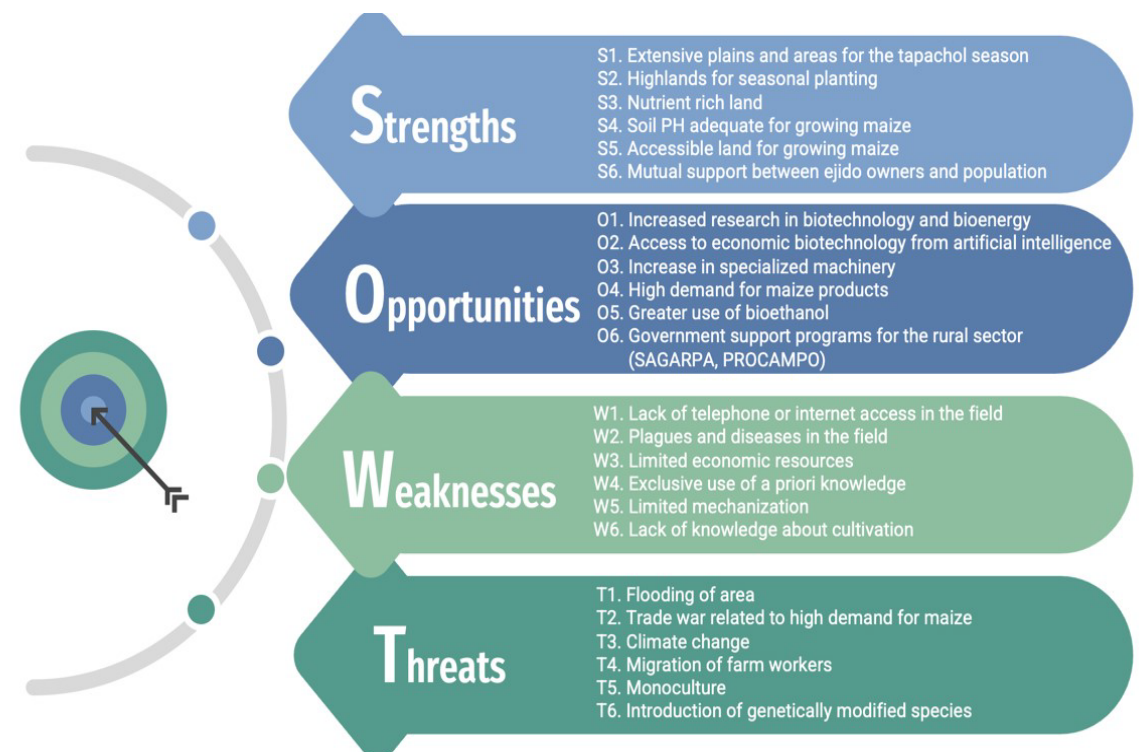 Strengths
S1. Extensive plains and areas for the tapachol season
S2. Highlands for seasonal planting
S3. Nutrient rich land
S4. Soil PH adequate for growing maize
S5. Accessible land for growing maize
S6. Mutual support between ejido owners and population
Opportunities
O1. Increased research in biotechnology and bioenergy
O2. Access to economic biotechnology from artificial intelligence
O3. Increase in specialized machinery
O4. High demand for maize products
O5. Greater use of bioethanol
O6. Government support programs for the rural sector
(SAGARPA, PROCAMPO)
Weaknesses
W1. Lack of telephone or internet access in the field
W2. Plagues and diseases in the field
W3. Limited economic resources
W4. Exclusive use of a priori knowledge
W5. Limited mechanization
W6. Lack of knowledge about cultivation
Threats
T1. Flooding of area
T2. Trade war related to high demand for maize
T3. Climate change
T4. Migration of farm workers
T5. Monoculture
T6. Introduction of genetically modified species